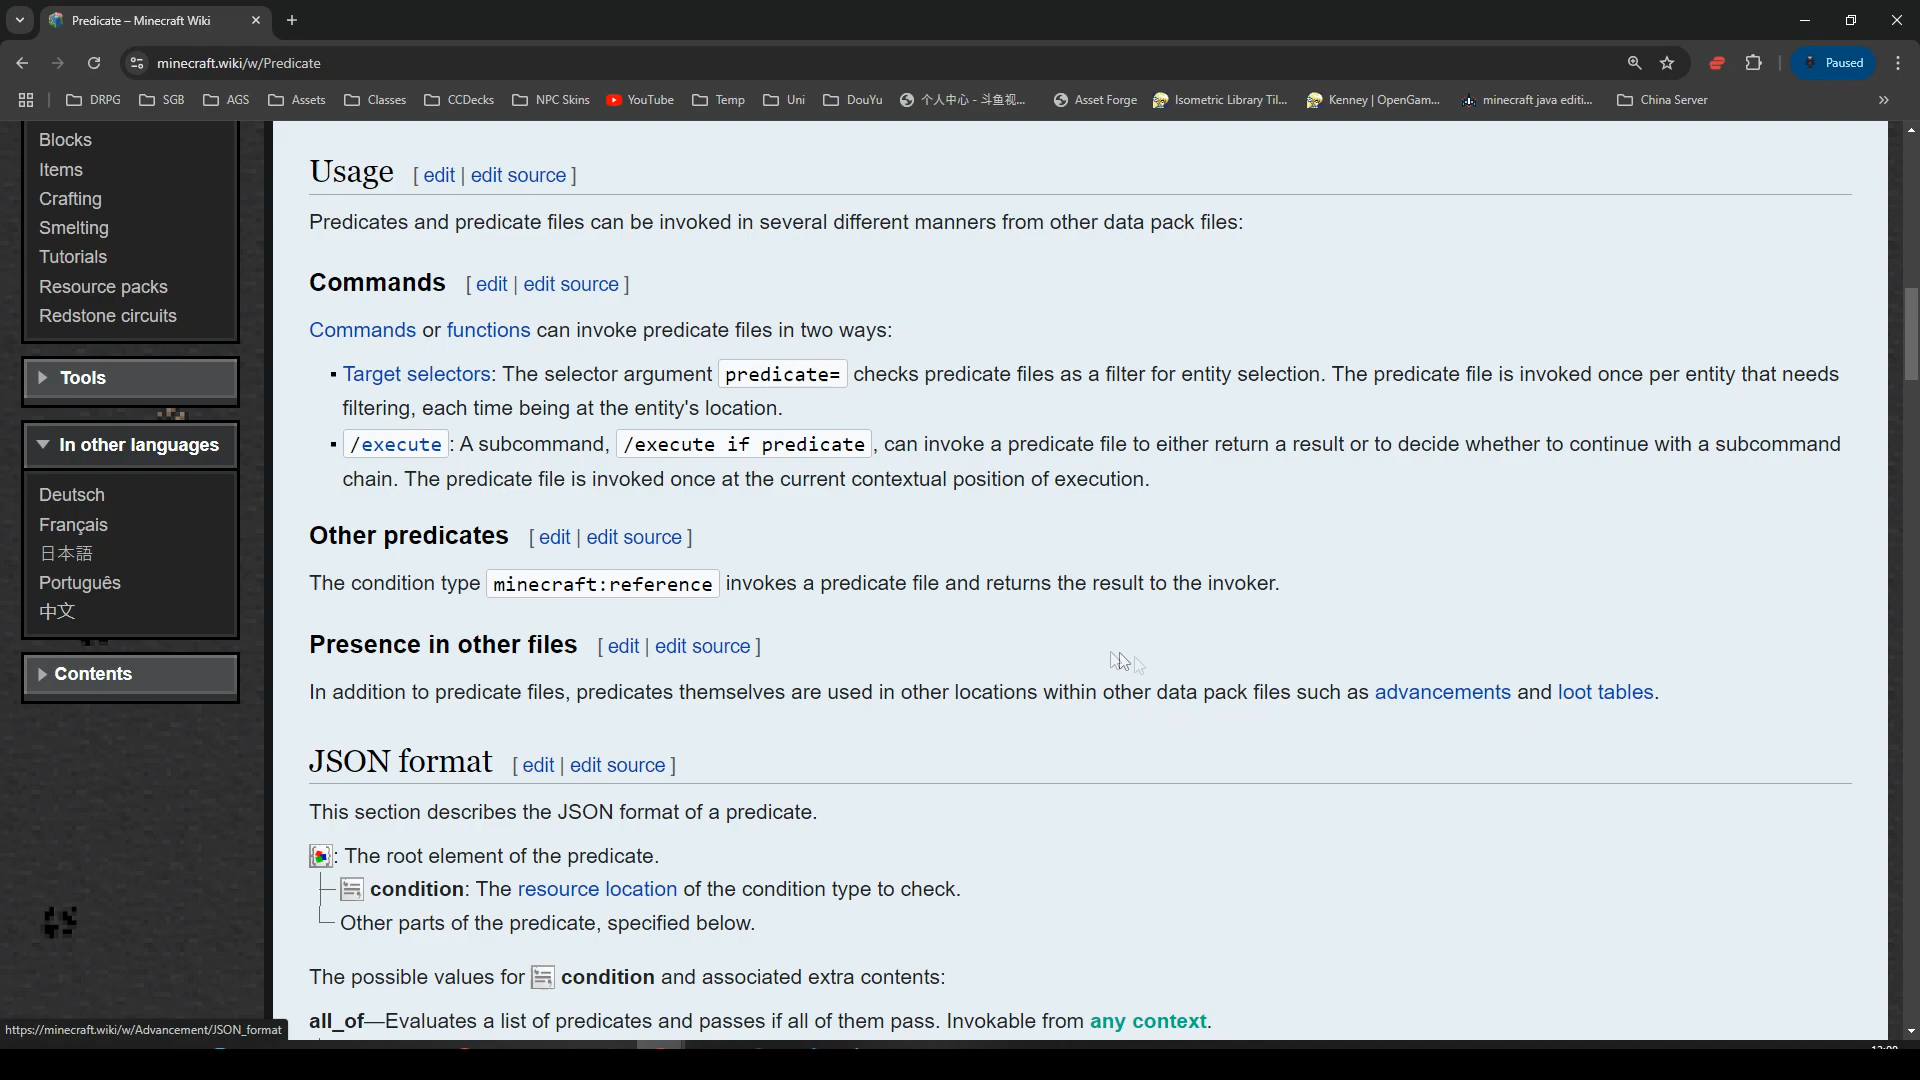 Predicate – Minecraft Wiki
minecraft.wiki/w/Predicate
Paused
DRPG SGB AGS Assets Classes CCDecks NPC Skins YouTube Temp Uni DouYu 个人中心 - 斗鱼视... Asset Forge Isometric Library Til... Kenney | OpenGam... minecraft java editi... China Server
Blocks
Items
Crafting
Smelting
Tutorials
Resource packs
Redstone circuits
Tools
In other languages
Deutsch
Français
日本語
Português
中文
Contents
Usage [ edit | edit source ]
Predicates and predicate files can be invoked in several different manners from other data pack files:
Commands [ edit | edit source ]
Commands or functions can invoke predicate files in two ways:
Target selectors: The selector argument predicate= checks predicate files as a filter for entity selection. The predicate file is invoked once per entity that needs
filtering, each time being at the entity's location.
/execute: A subcommand, /execute if predicate, can invoke a predicate file to either return a result or to decide whether to continue with a subcommand
chain. The predicate file is invoked once at the current contextual position of execution.
Other predicates [ edit | edit source ]
The condition type minecraft:reference invokes a predicate file and returns the result to the invoker.
Presence in other files [ edit | edit source ]
In addition to predicate files, predicates themselves are used in other locations within other data pack files such as advancements and loot tables.
JSON format [ edit | edit source ]
This section describes the JSON format of a predicate.
: The root element of the predicate.
condition: The resource location of the condition type to check.
Other parts of the predicate, specified below.
The possible values for condition and associated extra contents:
all_of—Evaluates a list of predicates and passes if all of them pass. Invokable from any context.
https://minecraft.wiki/w/Advancement/JSON_format